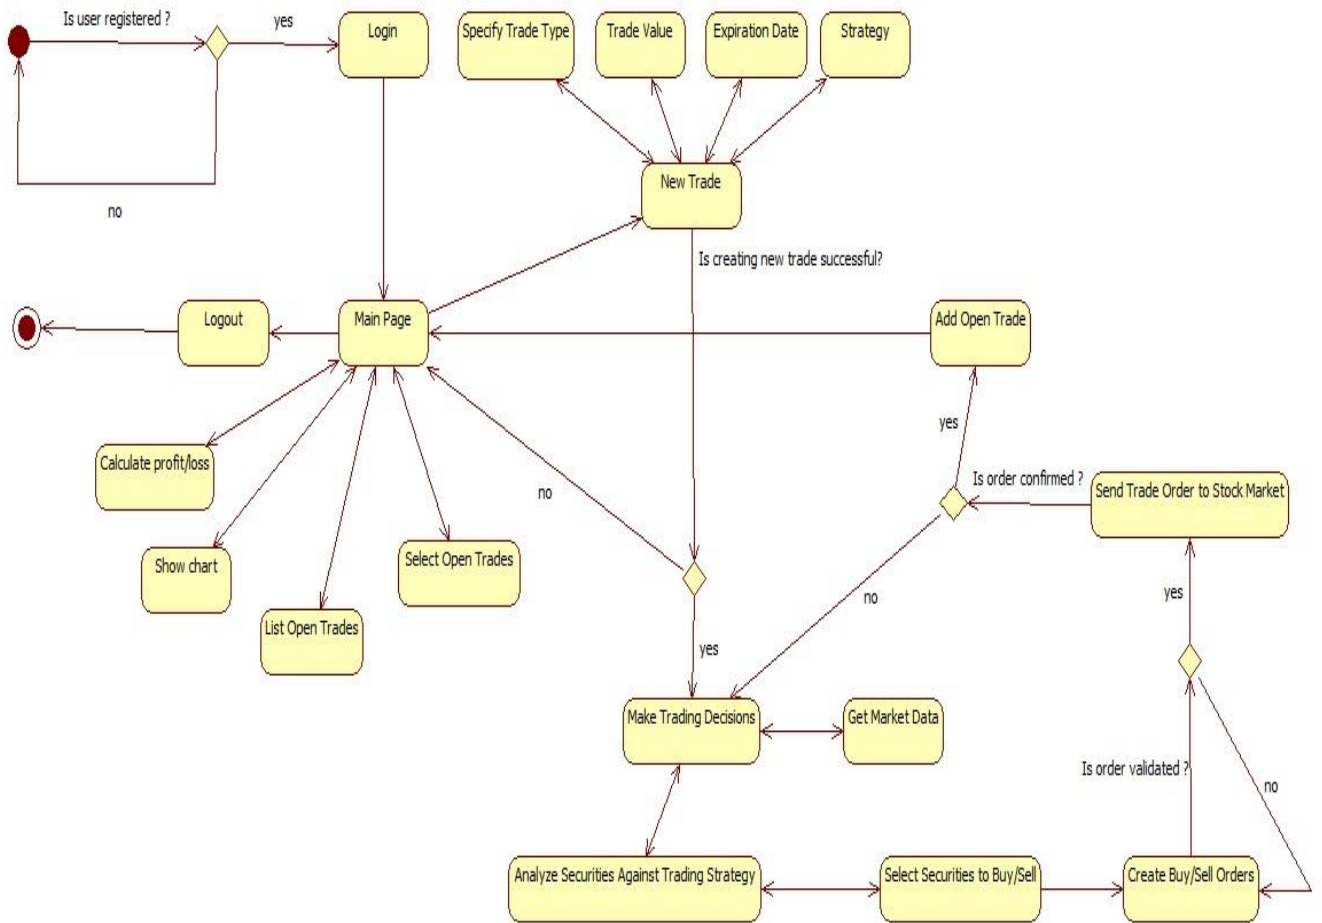 Is user registered ?
yes
Login
Specify Trade Type
Trade Value
Expiration Date
Strategy
no
New Trade
Is creating new trade successful?
Logout
Main Page
Add Open Trade
yes
Calculate profit/loss
no
Is order confirmed ?
Send Trade Order to Stock Market
Show chart
Select Open Trades
List Open Trades
no
yes
yes
Make Trading Decisions
Get Market Data
Is order validated ?
no
Analyze Securities Against Trading Strategy
Select Securities to Buy/Sell
Create Buy/Sell Orders